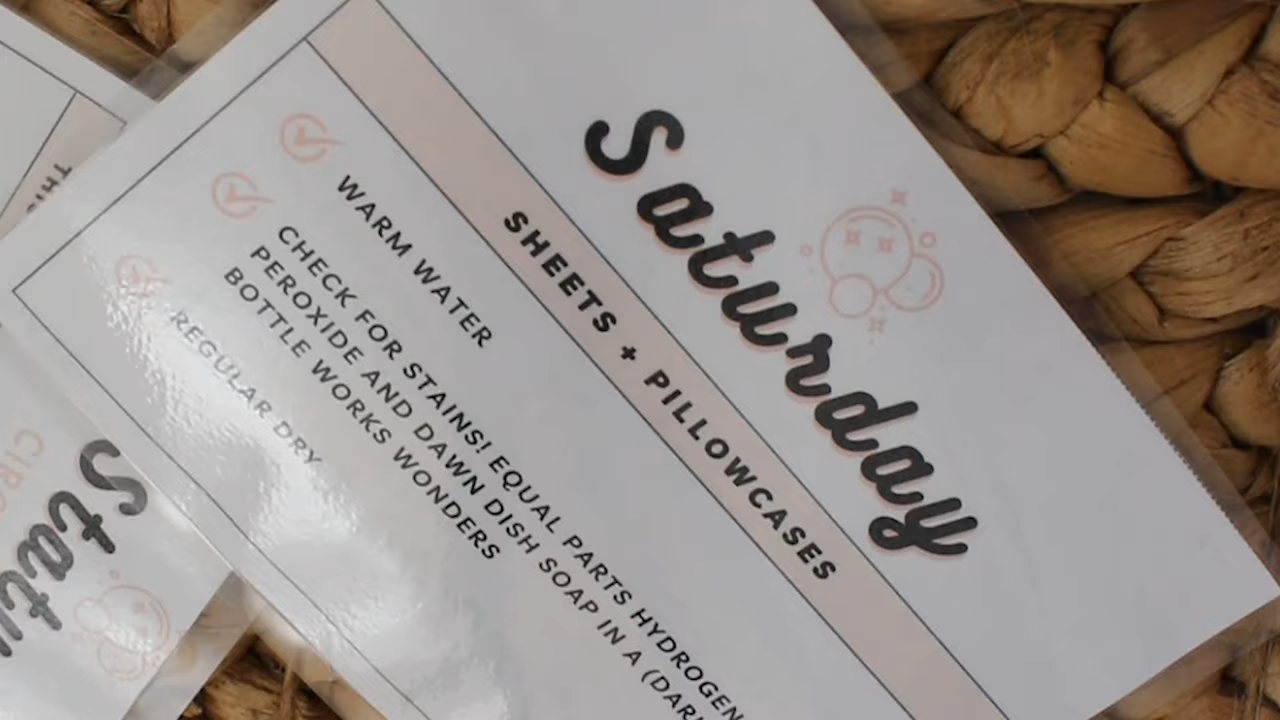 Saturday
SHEETS + PILLOWCASES
WARM WATER
CHECK FOR STAINS! EQUAL PARTS HYDROGEN
PEROXIDE AND DAWN DISH SOAP IN A
BOTTLE WORKS WONDERS
REGULAR DRY